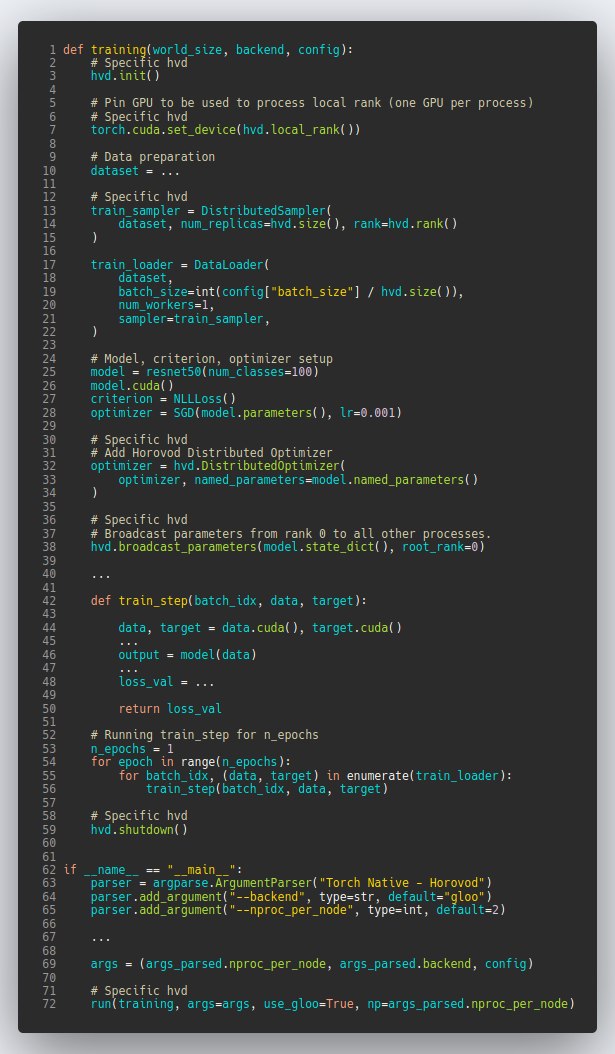 1 def training(world_size, backend, config):
2     # Specific hvd
3     hvd.init()
4
5     # Pin GPU to be used to process local rank (one GPU per process)
6     # Specific hvd
7     torch.cuda.set_device(hvd.local_rank())
8
9     # Data preparation
10     dataset = ...
11
12     # Specific hvd
13     train_sampler = DistributedSampler(
14         dataset, num_replicas=hvd.size(), rank=hvd.rank()
15     )
16
17     train_loader = DataLoader(
18         dataset,
19         batch_size=int(config["batch_size"] / hvd.size()),
20         num_workers=1,
21         sampler=train_sampler,
22     )
23
24     # Model, criterion, optimizer setup
25     model = resnet50(num_classes=100)
26     model.cuda()
27     criterion = NLLLoss()
28     optimizer = SGD(model.parameters(), lr=0.001)
29
30     # Specific hvd
31     # Add Horovod Distributed Optimizer
32     optimizer = hvd.DistributedOptimizer(
33         optimizer, named_parameters=model.named_parameters()
34     )
35
36     # Specific hvd
37     # Broadcast parameters from rank 0 to all other processes.
38     hvd.broadcast_parameters(model.state_dict(), root_rank=0)
39
40     ...
41
42     def train_step(batch_idx, data, target):
43
44         data, target = data.cuda(), target.cuda()
45         ...
46         output = model(data)
47         ...
48         loss_val = ...
49
50         return loss_val
51
52     # Running train_step for n_epochs
53     n_epochs = 1
54     for epoch in range(n_epochs):
55         for batch_idx, (data, target) in enumerate(train_loader):
56             train_step(batch_idx, data, target)
57
58     # Specific hvd
59     hvd.shutdown()
60
61
62 if __name__ == "__main__":
63     parser = argparse.ArgumentParser("Torch Native - Horovod")
64     parser.add_argument("--backend", type=str, default="gloo")
65     parser.add_argument("--nproc_per_node", type=int, default=2)
66
67     ...
68
69     args = (args_parsed.nproc_per_node, args_parsed.backend, config)
70
71     # Specific hvd
72     run(training, args=args, use_gloo=True, np=args_parsed.nproc_per_node)